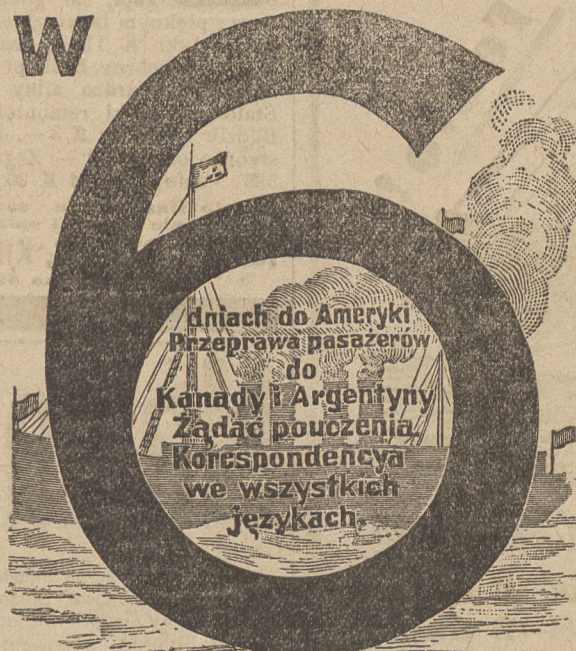 W
6
dniach do Ameryki
Przeprawa pasażerów
do
Kanady i Argentyny
Żądać pouczenia
Korespondencya
we wszystkich
językach.